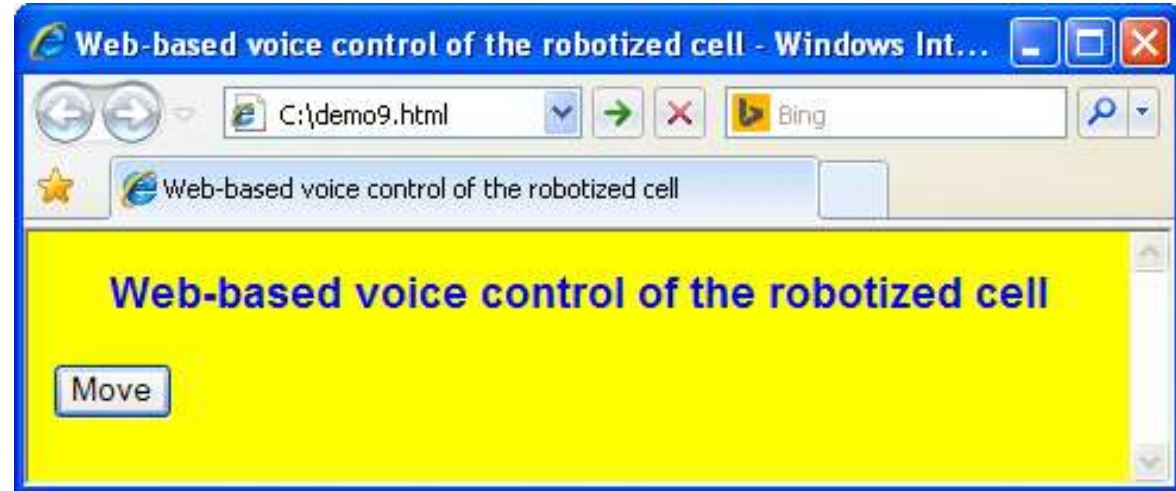 Web-based voice control of the robotized cell - Windows Int...
C:\demo9.html
Bing
Web-based voice control of the robotized cell
Web-based voice control of the robotized cell
Move